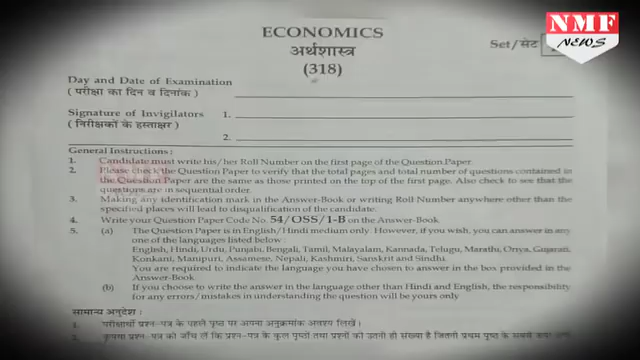 NMF
NEWS
ECONOMICS
अर्थशास्त्र
(318)
Set/सेट
Day and Date of Examination
(परीक्षा का दिन व दिनांक)
Signature of Invigilators 1.
(निरीक्षकों के हस्ताक्षर)
2.
General Instructions :
1. Candidate must write his/her Roll Number on the first page of the Question Paper.
2. Please check the Question Paper to verify that the total pages and total number of questions contained in
the Question Paper are the same as those printed on the top of the first page. Also check to see that the
questions are in sequential order.
3. Making any identification mark in the Answer-Book or writing Roll Number anywhere other than the
specified places will lead to disqualification of the candidate.
4. Write your Question Paper Code No. 54/OSS/1-B on the Answer-Book.
5. (a) The Question Paper is in English/Hindi medium only. However, if you wish, you can answer in any
one of the languages listed below :
English, Hindi, Urdu, Punjabi, Bengali, Tamil, Malayalam, Kannada, Telugu, Marathi, Oriya, Gujarati,
Konkani, Manipuri, Assamese, Nepali, Kashmiri, Sanskrit and Sindhi.
You are required to indicate the language you have chosen to answer in the box provided in the
Answer-Book.
(b) If you choose to write the answer in the language other than Hindi and English, the responsibility
for any errors/mistakes in understanding the question will be yours only
सामान्य अनुदेश :
1. परीक्षार्थी प्रश्न-पत्र के पहले पृष्ठ पर अपना अनुक्रमांक अवश्य लिखें।
2. कृपया प्रश्न-पत्र को जाँच लें कि प्रश्न-पत्र के कुल पृष्ठों तथा प्रश्नों की उतनी ही संख्या है जितनी प्रथम पृष्ठ के सबसे